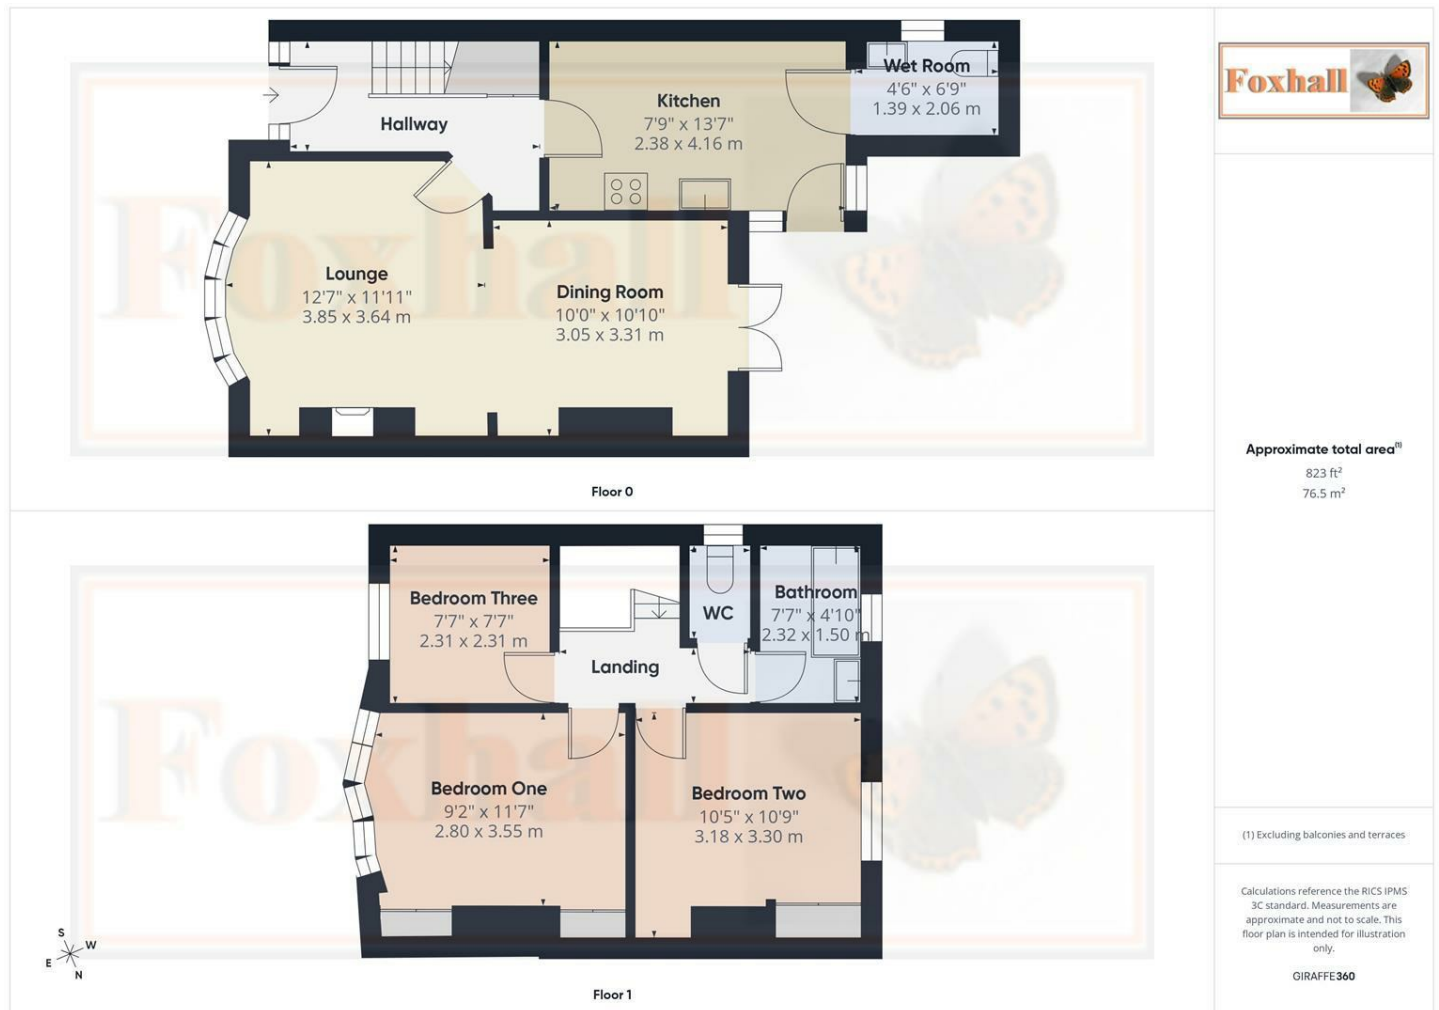 Hallway
Kitchen
7'9" x 13'7"
2.38 x 4.16 m
Wet Room
4'6" x 6'9"
1.39 x 2.06 m
Lounge
12'7" x 11'11"
3.85 x 3.64 m
Dining Room
10'0" x 10'10"
3.05 x 3.31 m
Foxhall
Floor 0
Bedroom Three
7'7" x 7'7"
2.31 x 2.31 m
Landing
WC
Bathroom
7'7" x 4'10"
2.32 x 1.50 m
Bedroom One
9'2" x 11'7"
2.80 x 3.55 m
Bedroom Two
10'5" x 10'9"
3.18 x 3.30 m
Foxhall
S
W
E
N
Floor 1
Foxhall
Approximate total area⁽¹⁾
823 ft²
76.5 m²
(1) Excluding balconies and terraces
Calculations reference the RICS IPMS
3C standard. Measurements are
approximate and not to scale. This
floor plan is intended for illustration
only.
GIRAFFE360